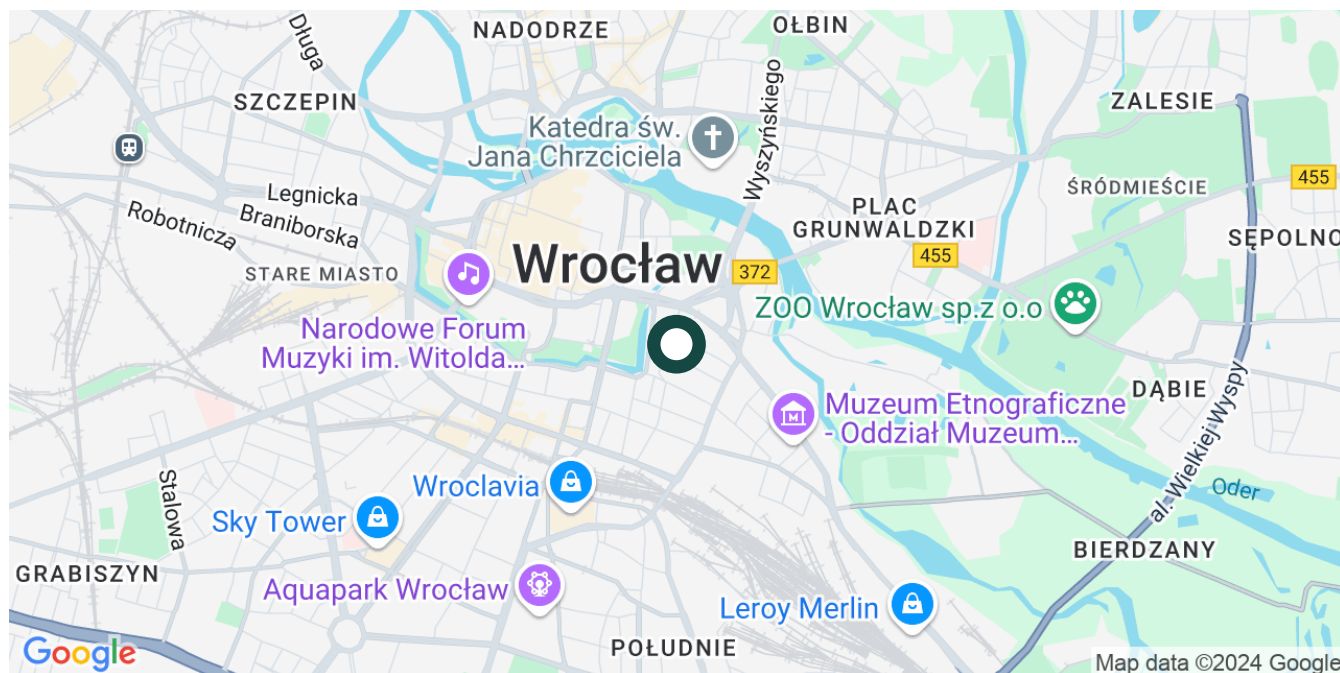 NADODRZE
OŁBIN
Długa
SZCZEPIN
Wyszyńskiego
ZALESIE
Katedra św.
Jana Chrzciciela
Legnicka
Braniborska
Robotnicza
ŚRÓDMIEŚCIE
455
PLAC
GRUNWALDZKI
SĘPOLNO
STARE MIASTO
Wrocław
372
455
ZOO Wrocław sp.z o.o
Narodowe Forum
Muzyki im. Witolda...
DĄBIE
Muzeum Etnograficzne
- Oddział Muzeum...
al. Wielkiej Wyspy
Stalowa
Wroclavia
Oder
Sky Tower
BIERDZANY
GRABISZYN
Aquapark Wrocław
Leroy Merlin
POŁUDNIE
Google
Map data ©2024 Google